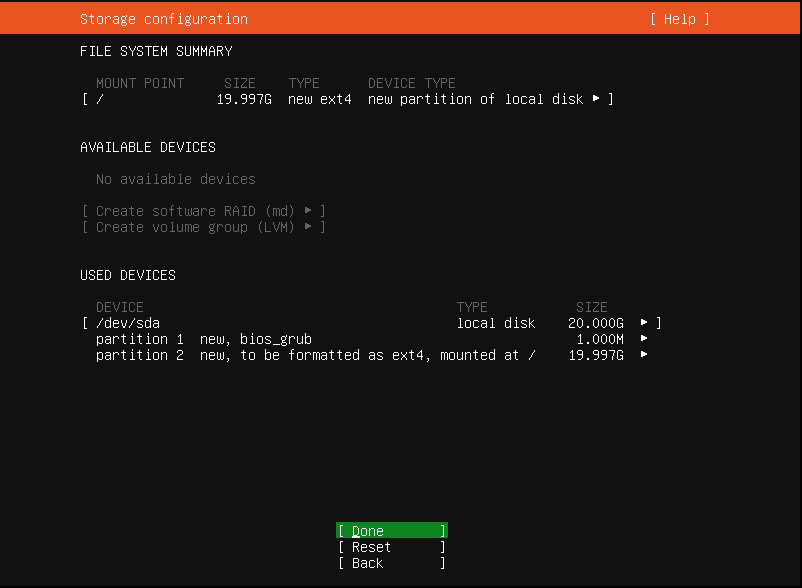 Storage configuration [ Help ]
FILE SYSTEM SUMMARY
MOUNT POINT SIZE TYPE DEVICE TYPE
[ / 19.997G new ext4 new partition of local disk ▸ ]
AVAILABLE DEVICES
No available devices
[ Create software RAID (md) ▸ ]
[ Create volume group (LVM) ▸ ]
USED DEVICES
DEVICE TYPE SIZE
[ /dev/sda local disk 20.000G ▸ ]
partition 1 new, bios_grub 1.000M ▸
partition 2 new, to be formatted as ext4, mounted at / 19.997G ▸
[ Done ]
[ Reset ]
[ Back ]